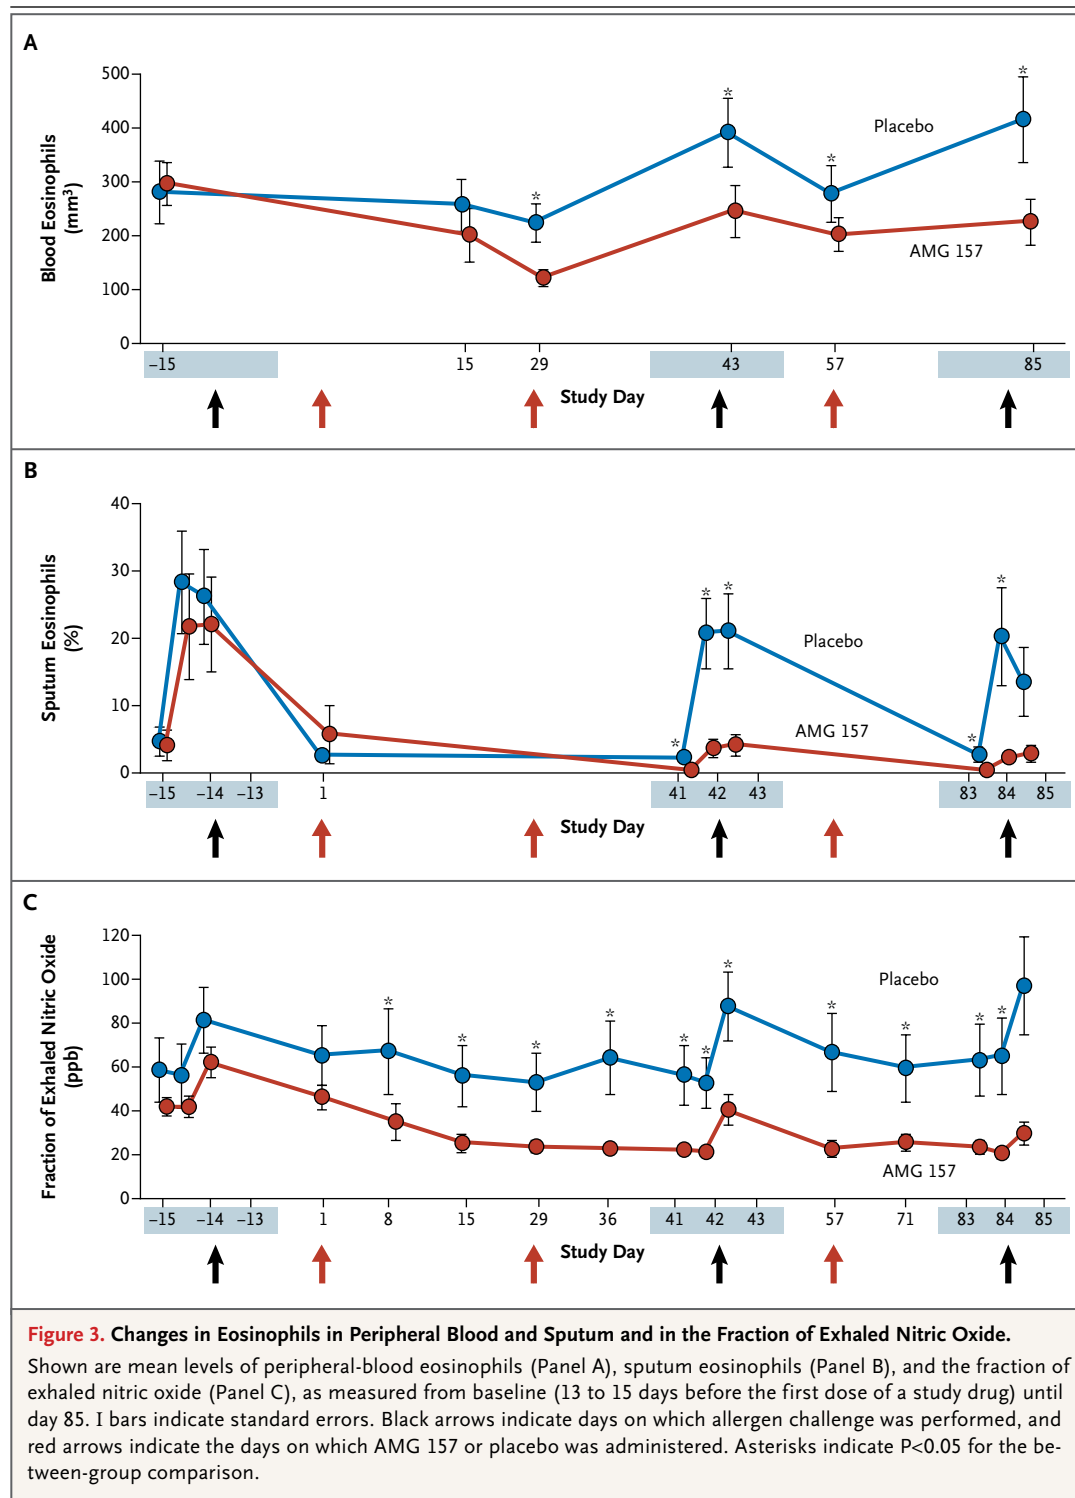 A
500
400
300
200
100
0
Blood Eosinophils
(mm³)
*
*
*
*
Placebo
AMG 157
−15 15 29 43 57 85
Study Day
B
40
30
20
10
0
Sputum Eosinophils
(%)
*
*
*
*
*
*
Placebo
AMG 157
−15 −14 −13 1 41 42 43 83 84 85
Study Day
C
120
100
80
60
40
20
0
Fraction of Exhaled Nitric Oxide
(ppb)
*
*
*
*
*
*
*
*
*
*
*
Placebo
AMG 157
−15 −14 −13 1 8 15 29 36 41 42 43 57 71 83 84 85
Study Day
Figure 3. Changes in Eosinophils in Peripheral Blood and Sputum and in the Fraction of Exhaled Nitric Oxide.
Shown are mean levels of peripheral-blood eosinophils (Panel A), sputum eosinophils (Panel B), and the fraction of
exhaled nitric oxide (Panel C), as measured from baseline (13 to 15 days before the first dose of a study drug) until
day 85. I bars indicate standard errors. Black arrows indicate days on which allergen challenge was performed, and
red arrows indicate the days on which AMG 157 or placebo was administered. Asterisks indicate P<0.05 for the be-
tween-group comparison.